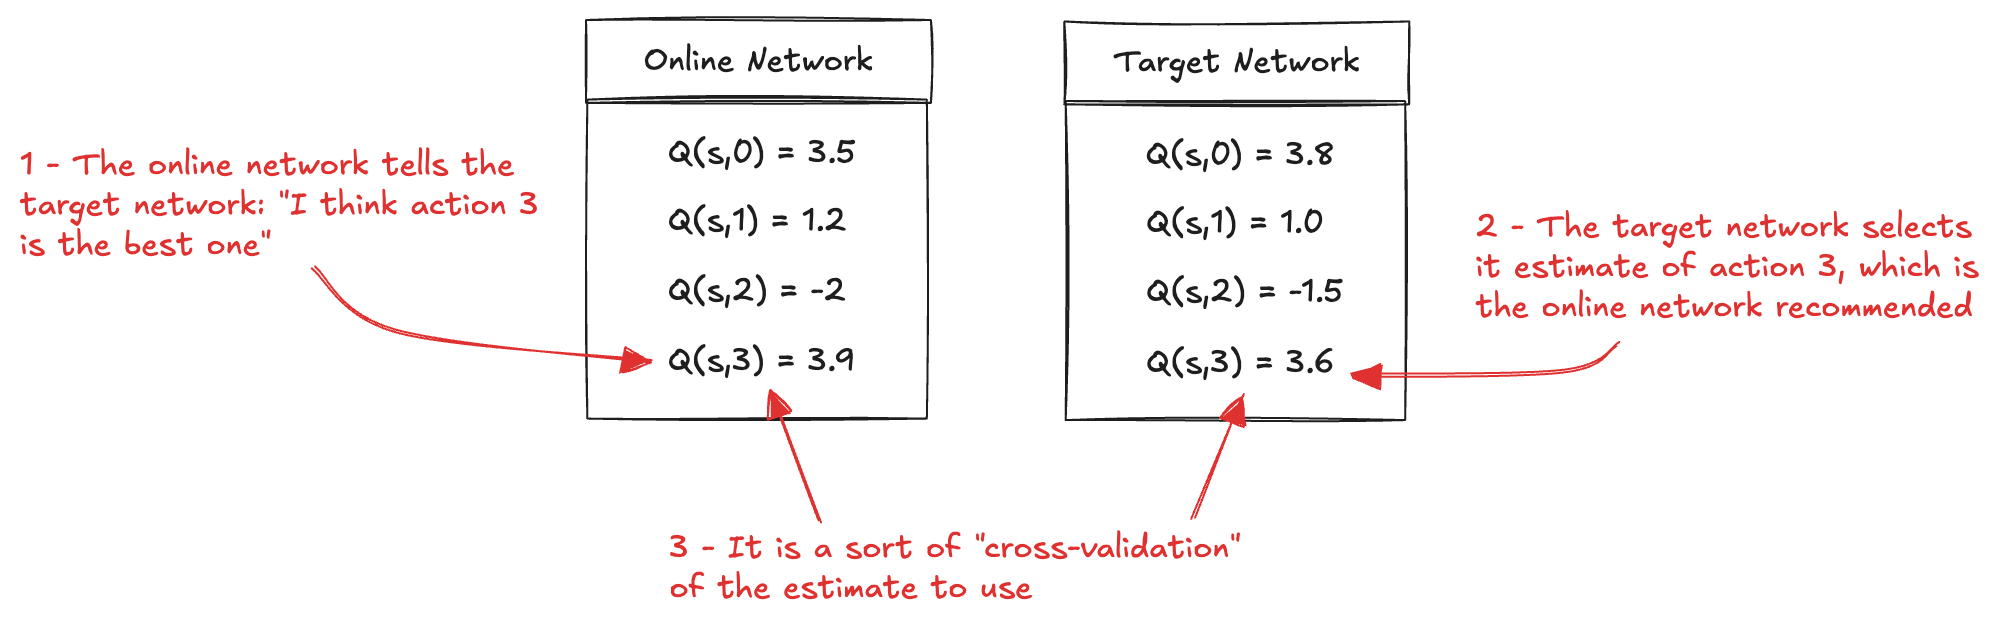 Online Network
Q(s,0) = 3.5
Q(s,1) = 1.2
Q(s,2) = -2
Q(s,3) = 3.9
Target Network
Q(s,0) = 3.8
Q(s,1) = 1.0
Q(s,2) = -1.5
Q(s,3) = 3.6
1 - The online network tells the
target network: "I think action 3
is the best one"
2 - The target network selects
it estimate of action 3, which is
the online network recommended
3 - It is a sort of "cross-validation"
of the estimate to use